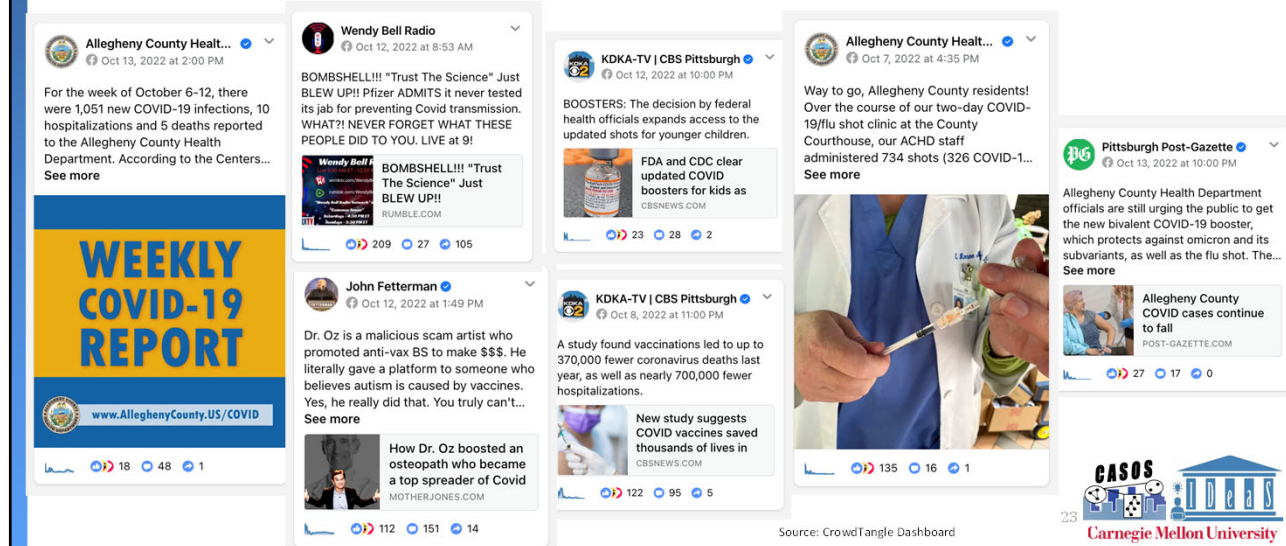 Allegheny County Healt...
Oct 13, 2022 at 2:00 PM
For the week of October 6-12, there
were 1,051 new COVID-19 infections, 10
hospitalizations and 5 deaths reported
to the Allegheny County Health
Department. According to the Centers...
See more
WEEKLY
COVID-19
REPORT
www.AlleghenyCounty.US/COVID
18 48 1
Wendy Bell Radio
Oct 12, 2022 at 8:53 AM
BOMBSHELL!!! "Trust The Science" Just
BLEW UP!! Pfizer ADMITS it never tested
its jab for preventing Covid transmission.
WHAT?! NEVER FORGET WHAT THESE
PEOPLE DID TO YOU. LIVE at 9!
BOMBSHELL!!! "Trust
The Science" Just
BLEW UP!!
RUMBLE.COM
209 27 105
John Fetterman
Oct 12, 2022 at 1:49 PM
Dr. Oz is a malicious scam artist who
promoted anti-vax BS to make $$$. He
literally gave a platform to someone who
believes autism is caused by vaccines.
Yes, he really did that. You truly can't...
See more
How Dr. Oz boosted an
osteopath who became
a top spreader of Covid
MOTHERJONES.COM
112 151 14
KDKA-TV | CBS Pittsburgh
Oct 12, 2022 at 10:00 PM
BOOSTERS: The decision by federal
health officials expands access to the
updated shots for younger children.
FDA and CDC clear
updated COVID
boosters for kids as
CBSNEWS.COM
23 28 2
KDKA-TV | CBS Pittsburgh
Oct 8, 2022 at 11:00 PM
A study found vaccinations led to up to
370,000 fewer coronavirus deaths last
year, as well as nearly 700,000 fewer
hospitalizations.
New study suggests
COVID vaccines saved
thousands of lives in
CBSNEWS.COM
122 95 5
Allegheny County Healt...
Oct 7, 2022 at 4:35 PM
Way to go, Allegheny County residents!
Over the course of our two-day COVID-
19/flu shot clinic at the County
Courthouse, our ACHD staff
administered 734 shots (326 COVID-1...
See more
135 16 1
Pittsburgh Post-Gazette
Oct 13, 2022 at 10:00 PM
Allegheny County Health Department
officials are still urging the public to get
the new bivalent COVID-19 booster,
which protects against omicron and its
subvariants, as well as the flu shot. The...
See more
Allegheny County
COVID cases continue
to fall
POST-GAZETTE.COM
27 17 0
Source: CrowdTangle Dashboard
23
CASOS
IDeaS
Carnegie Mellon University